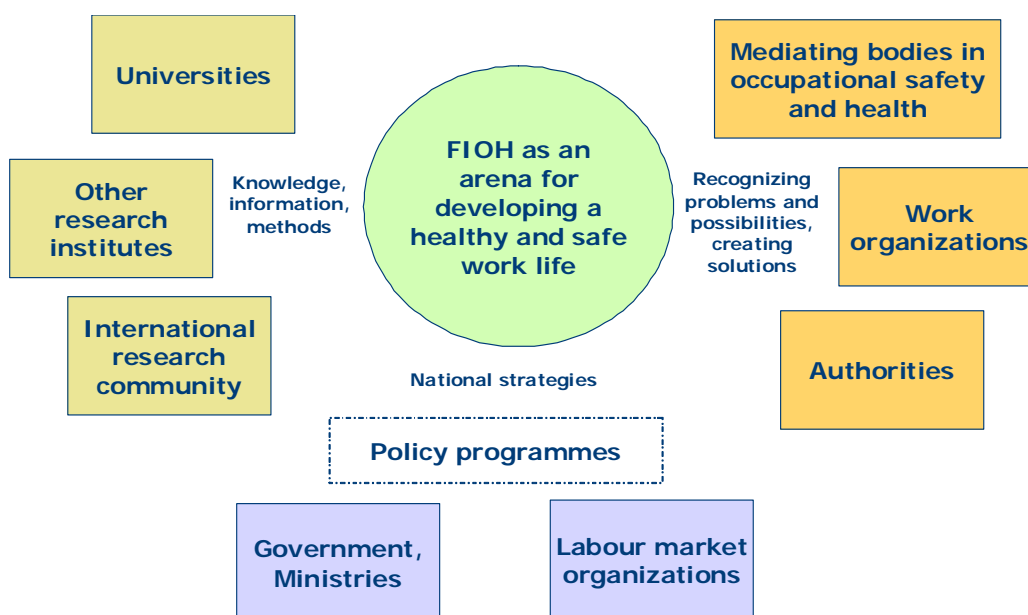 Universities
Other
research
institutes
International
research
community
Knowledge,
information,
methods
FIOH as an
arena for
developing a
healthy and safe
work life
Recognizing
problems and
possibilities,
creating
solutions
Mediating bodies in
occupational safety
and health
Work
organizations
Authorities
National strategies
Policy programmes
Government,
Ministries
Labour market
organizations